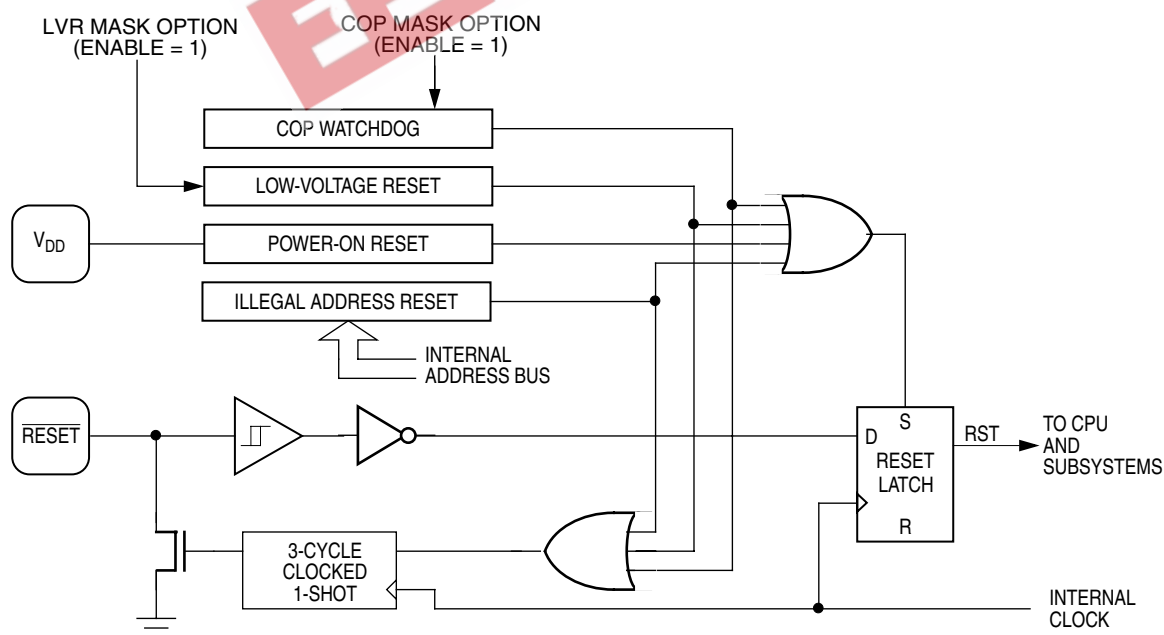 LVR MASK OPTION
(ENABLE = 1)
COP MASK OPTION
(ENABLE = 1)
COP WATCHDOG
LOW-VOLTAGE RESET
VDD
POWER-ON RESET
ILLEGAL ADDRESS RESET
INTERNAL
ADDRESS BUS
RESET
D
S
RESET
LATCH
R
RST
TO CPU
AND
SUBSYSTEMS
3-CYCLE
CLOCKED
1-SHOT
INTERNAL
CLOCK